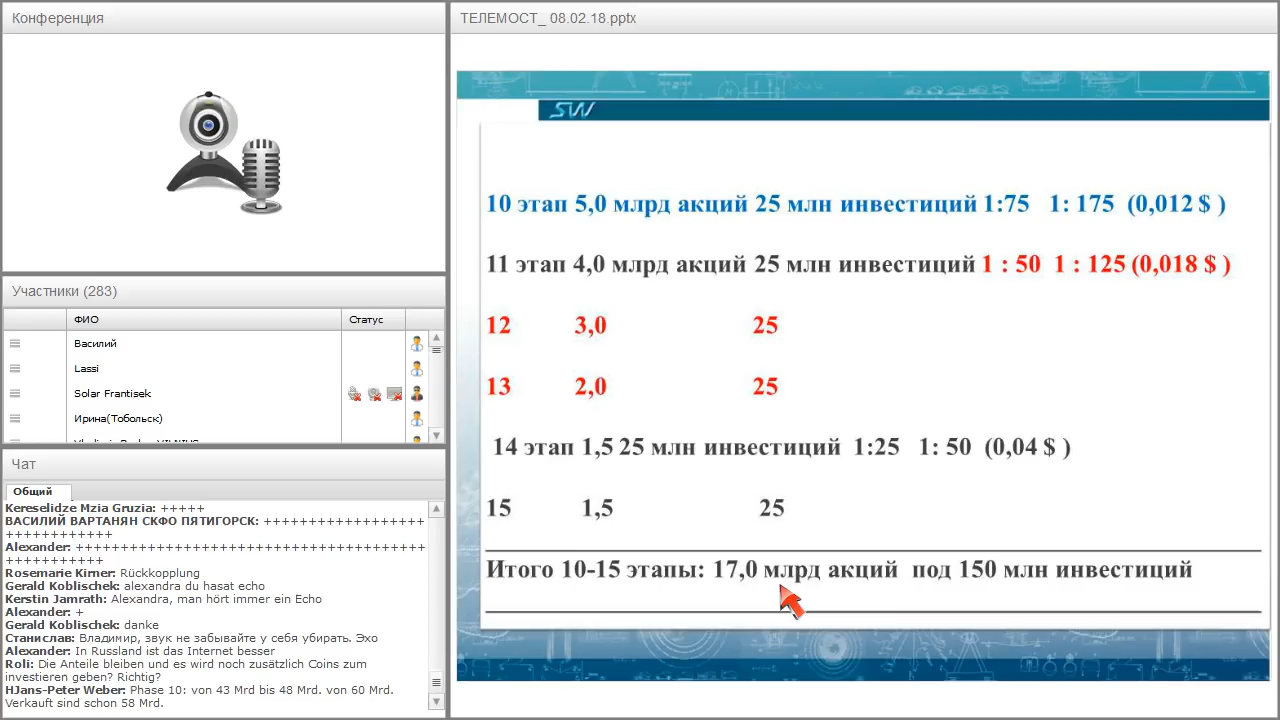 Конференция
ТЕЛЕМОСТ_ 08.02.18.pptx
SW
10 этап 5,0 млрд акций 25 млн инвестиций 1:75 1: 175 (0,012 $ )
11 этап 4,0 млрд акций 25 млн инвестиций 1 : 50 1 : 125 (0,018 $ )
12 3,0 25
13 2,0 25
14 этап 1,5 25 млн инвестиций 1:25 1: 50 (0,04 $ )
15 1,5 25
Итого 10-15 этапы: 17,0 млрд акций под 150 млн инвестиций
Участники (283)
ФИО Статус
Василий
Lassi
Solar Frantisek
Ирина(Тобольск)
Чат
Общий
Kereselidze Mzia Gruzia: +++++
ВАСИЛИЙ ВАРТАНЯН СКФО ПЯТИГОРСК: ++++++++++++++++++
++++++++++++
Alexander: +++++++++++++++++++++++++++++++++++++++
+++++++++++
Rosemarie Kirner: Rückkopplung
Gerald Koblischek: alexandra du hasat echo
Kerstin Jamrath: Alexandra, man hört immer ein Echo
Alexander: +
Gerald Koblischek: danke
Станислав: Владимир, звук не забывайте у себя убирать. Эхо
Alexander: In Russland ist das Internet besser
Roli: Die Anteile bleiben und es wird noch zusätzlich Coins zum
investieren geben? Richtig?
HJans-Peter Weber: Phase 10: von 43 Mrd bis 48 Mrd. von 60 Mrd.
Verkauft sind schon 58 Mrd.